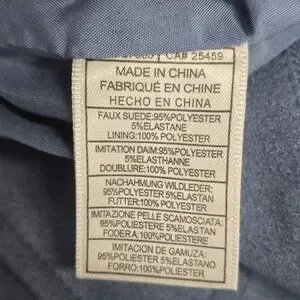 CA# 25459
MADE IN CHINA
FABRIQUÉ EN CHINE
HECHO EN CHINA
FAUX SUEDE:95%POLYESTER
5%ELASTANE
LINING:100% POLYESTER
IMITATION DAIM:95%POLYESTER
5%ELASTHANNE
DOUBLURE:100% POLYESTER
NACHAHMUNG WILDLEDER:
95%POLYESTER 5%ELASTAN
FUTTER:100%POLYESTER
IMITAZIONE PELLE SCAMOSCIATA:
95%POLIESTERE 5%ELASTAN
FODERA:100%POLIESTERE
IMITACION DE GAMUZA:
95%POLYESTER 5%ELASTANO
FORRO:100%POLYESTER